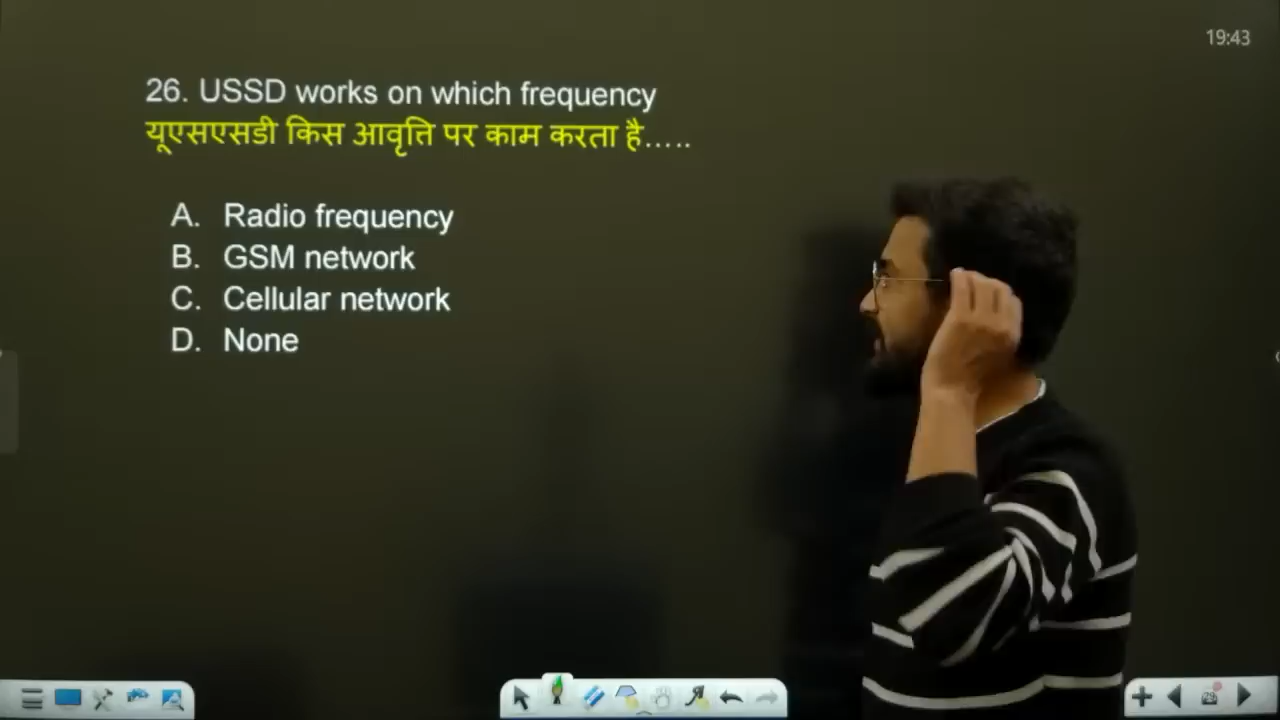 19:43
26. USSD works on which frequency
यूएसएसडी किस आवृति पर काम करता है.....
A. Radio frequency
B. GSM network
C. Cellular network
D. None